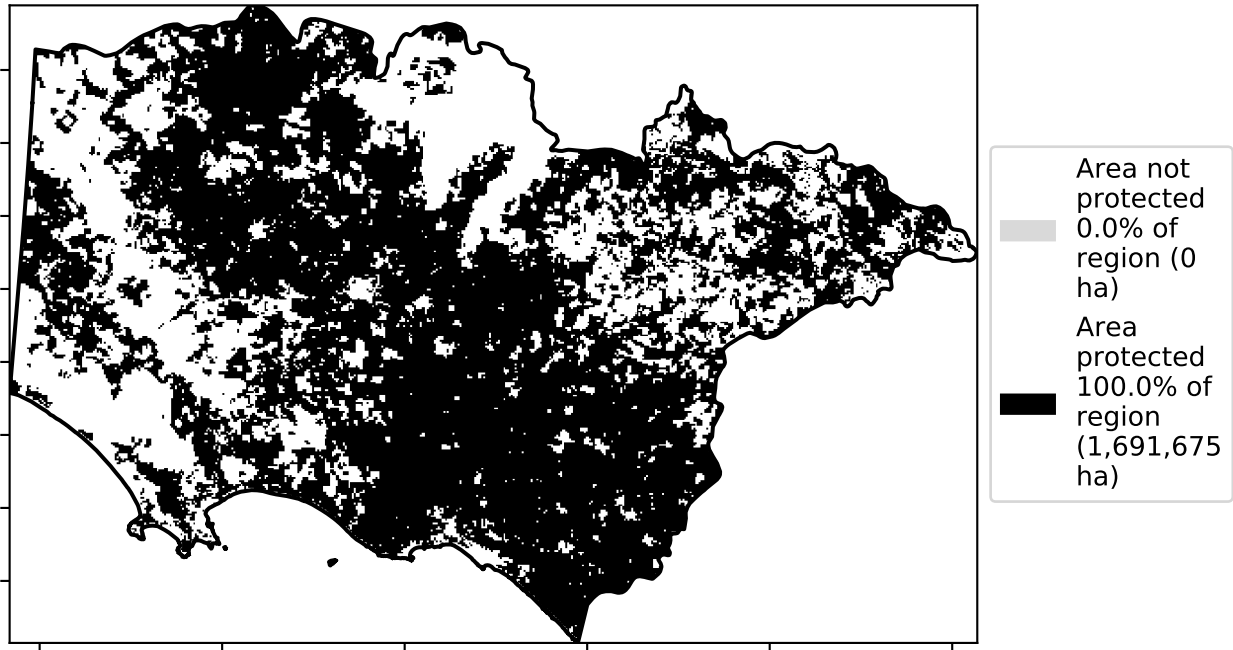 Area not
protected
0.0% of
region (0
ha)
Area
protected
100.0% of
region
(1,691,675
ha)